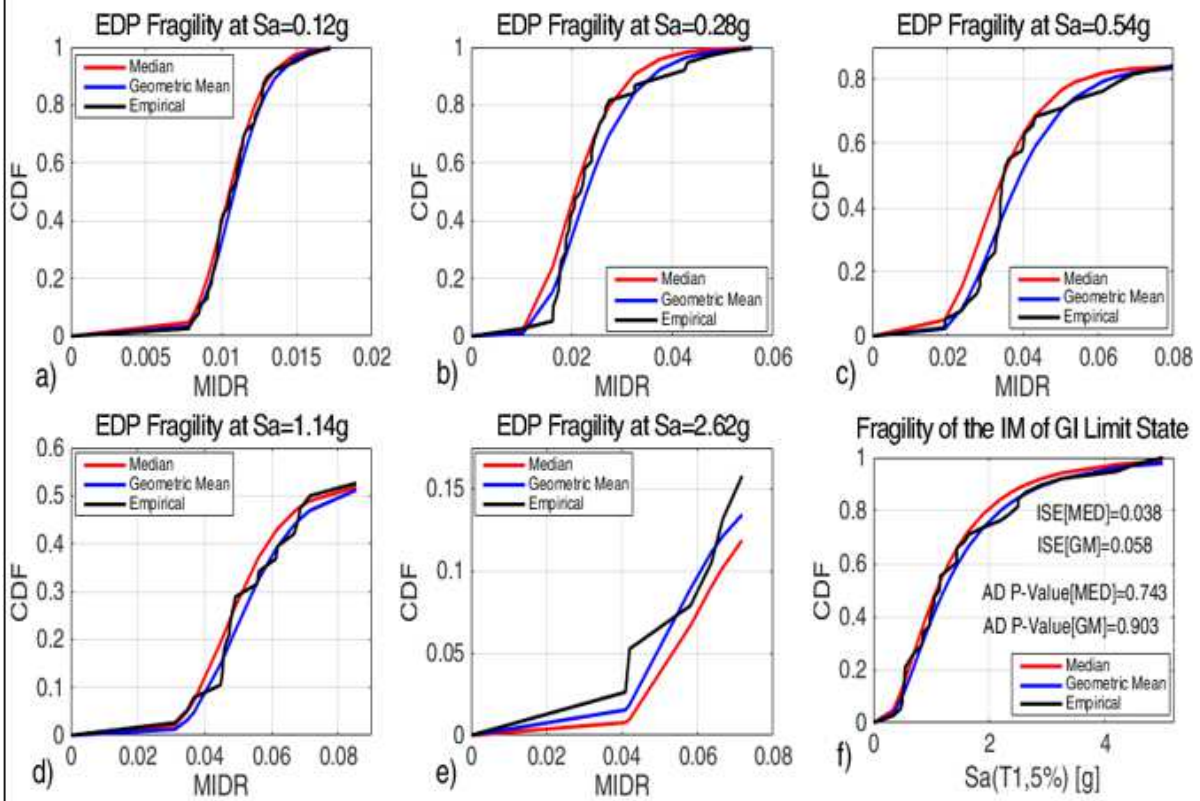 EDP Fragility at Sa=0.12g
1
0.8
0.6
0.4
0.2
0
CDF
Median
Geometric Mean
Empirical
0 0.005 0.01 0.015 0.02
a) MIDR
EDP Fragility at Sa=0.28g
1
0.8
0.6
0.4
0.2
0
CDF
Median
Geometric Mean
Empirical
0 0.02 0.04 0.06
b) MIDR
EDP Fragility at Sa=0.54g
0.8
0.6
0.4
0.2
0
CDF
Median
Geometric Mean
Empirical
0 0.02 0.04 0.06 0.08
c) MIDR
EDP Fragility at Sa=1.14g
0.6
0.5
0.4
0.3
0.2
0.1
0
CDF
Median
Geometric Mean
Empirical
0 0.02 0.04 0.06 0.08
d) MIDR
EDP Fragility at Sa=2.62g
0.15
0.1
0.05
0
CDF
Median
Geometric Mean
Empirical
0 0.02 0.04 0.06 0.08
e) MIDR
Fragility of the IM of GI Limit State
1
0.8
0.6
0.4
0.2
0
CDF
ISE[MED]=0.038
ISE[GM]=0.058
AD P-Value[MED]=0.743
AD P-Value[GM]=0.903
Median
Geometric Mean
Empirical
0 2 4
f) Sa(T1,5%) [g]